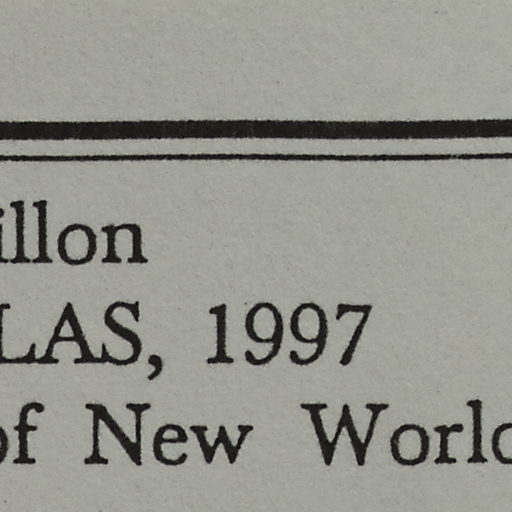 illon
LAS, 1997
of New Worl